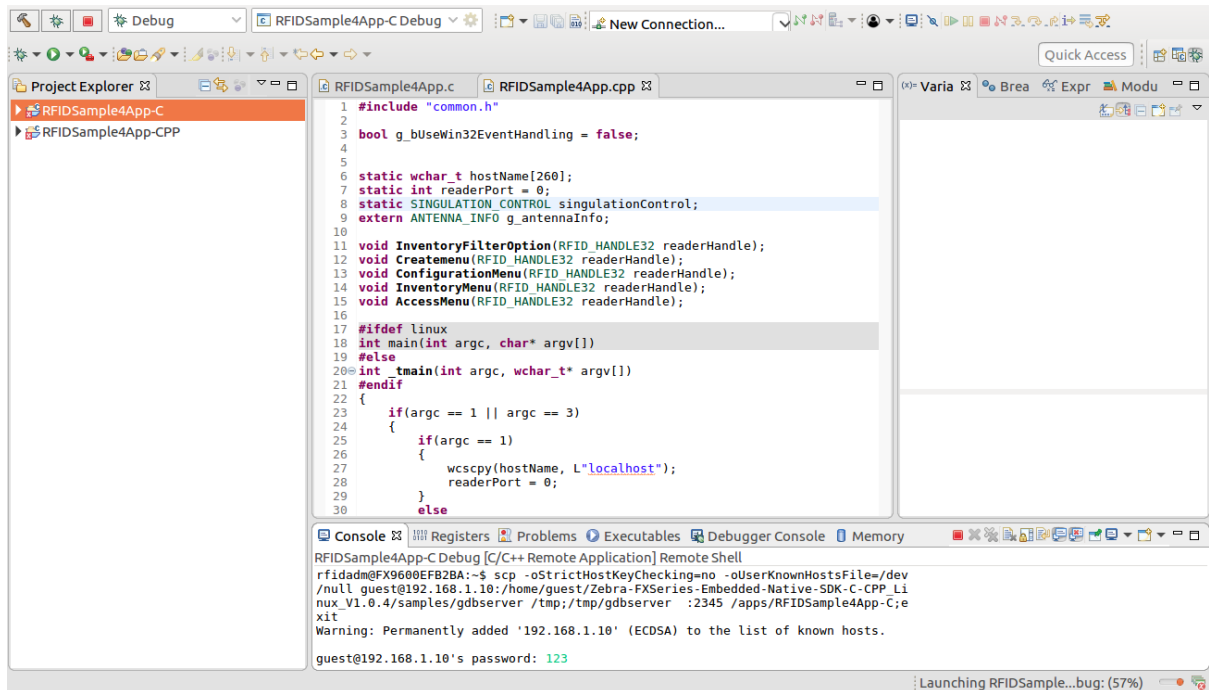 Debug
RFIDSample4App-C Debug
New Connection...
Quick Access
Project Explorer
RFIDSample4App-C
RFIDSample4App-CPP
RFIDSample4App.c
RFIDSample4App.cpp
(x)= Varia
Brea
Expr
Modu
1 #include "common.h"
2
3 bool g_bUseWin32EventHandling = false;
4
5
6 static wchar_t hostName[260];
7 static int readerPort = 0;
8 static SINGULATION_CONTROL singulationControl;
9 extern ANTENNA_INFO g_antennaInfo;
10
11 void InventoryFilterOption(RFID_HANDLE32 readerHandle);
12 void Createmenu(RFID_HANDLE32 readerHandle);
13 void ConfigurationMenu(RFID_HANDLE32 readerHandle);
14 void InventoryMenu(RFID_HANDLE32 readerHandle);
15 void AccessMenu(RFID_HANDLE32 readerHandle);
16
17 #ifdef linux
18 int main(int argc, char* argv[])
19 #else
20 int _tmain(int argc, wchar_t* argv[])
21 #endif
22 {
23 if(argc == 1 || argc == 3)
24 {
25 if(argc == 1)
26 {
27 wcscpy(hostName, L"localhost");
28 readerPort = 0;
29 }
30 else
Console
Registers
Problems
Executables
Debugger Console
Memory
RFIDSample4App-C Debug [C/C++ Remote Application] Remote Shell
rfidadm@FX9600EFB2BA:~$ scp -oStrictHostKeyChecking=no -oUserKnownHostsFile=/dev
/null guest@192.168.1.10:/home/guest/Zebra-FXSeries-Embedded-Native-SDK-C-CPP_Li
nux_V1.0.4/samples/gdbserver /tmp;/tmp/gdbserver :2345 /apps/RFIDSample4App-C;e
xit
Warning: Permanently added '192.168.1.10' (ECDSA) to the list of known hosts.
guest@192.168.1.10's password: 123
Launching RFIDSample...bug: (57%)